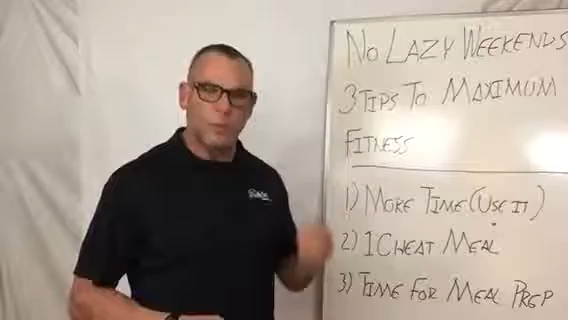 No Lazy Weekends
3 Tips To Maximum
Fitness
1) More Time (Use it)
2) 1 Cheat Meal
3) Time For Meal Prep